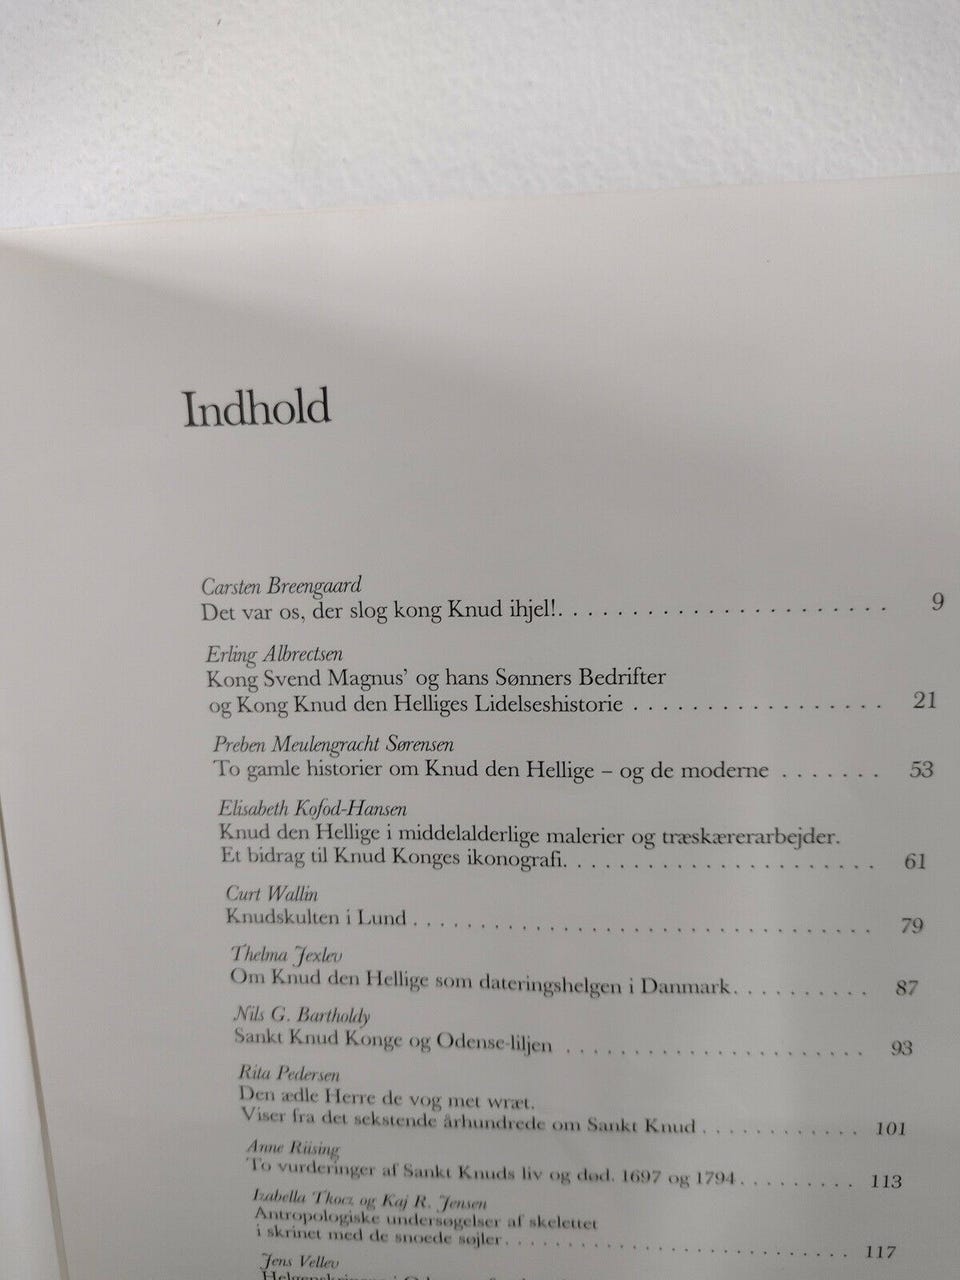 Indhold
Carsten Breengaard
Det var os, der slog kong Knud ihjel!. . . . . . . . . . . . . . . . . . . . . . . 9
Erling Albrectsen
Kong Svend Magnus' og hans Sønners Bedrifter
og Kong Knud den Helliges Lidelseshistorie . . . . . . . . . . . . . . . . . 21
Preben Meulengracht Sørensen
To gamle historier om Knud den Hellige – og de moderne . . . . . . . 53
Elisabeth Kofod-Hansen
Knud den Hellige i middelalderlige malerier og træskærerarbejder.
Et bidrag til Knud Konges ikonografi. . . . . . . . . . . . . . . . . . . . . 61
Curt Wallin
Knudskulten i Lund . . . . . . . . . . . . . . . . . . . . . . . . . . . . . . . 79
Thelma Jexlev
Om Knud den Hellige som dateringshelgen i Danmark. . . . . . . . . . 87
Nils G. Bartholdy
Sankt Knud Konge og Odense-liljen . . . . . . . . . . . . . . . . . . . . . 93
Rita Pedersen
Den ædle Herre de vog met wræt.
Viser fra det sekstende århundrede om Sankt Knud . . . . . . . . . . . . 101
Anne Riising
To vurderinger af Sankt Knuds liv og død. 1697 og 1794 . . . . . . . . . 113
Izabella Tkocz og Kaj R. Jensen
Antropologiske undersøgelser af skelettet
i skrinet med de snoede søjler . . . . . . . . . . . . . . . . . . . . . . . . 117
Jens Vellev